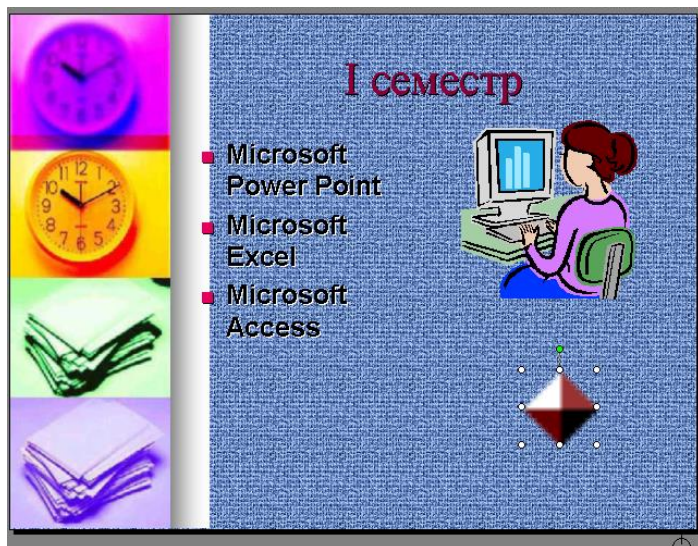 I семестр
Microsoft
Power Point
Microsoft
Excel
Microsoft
Access